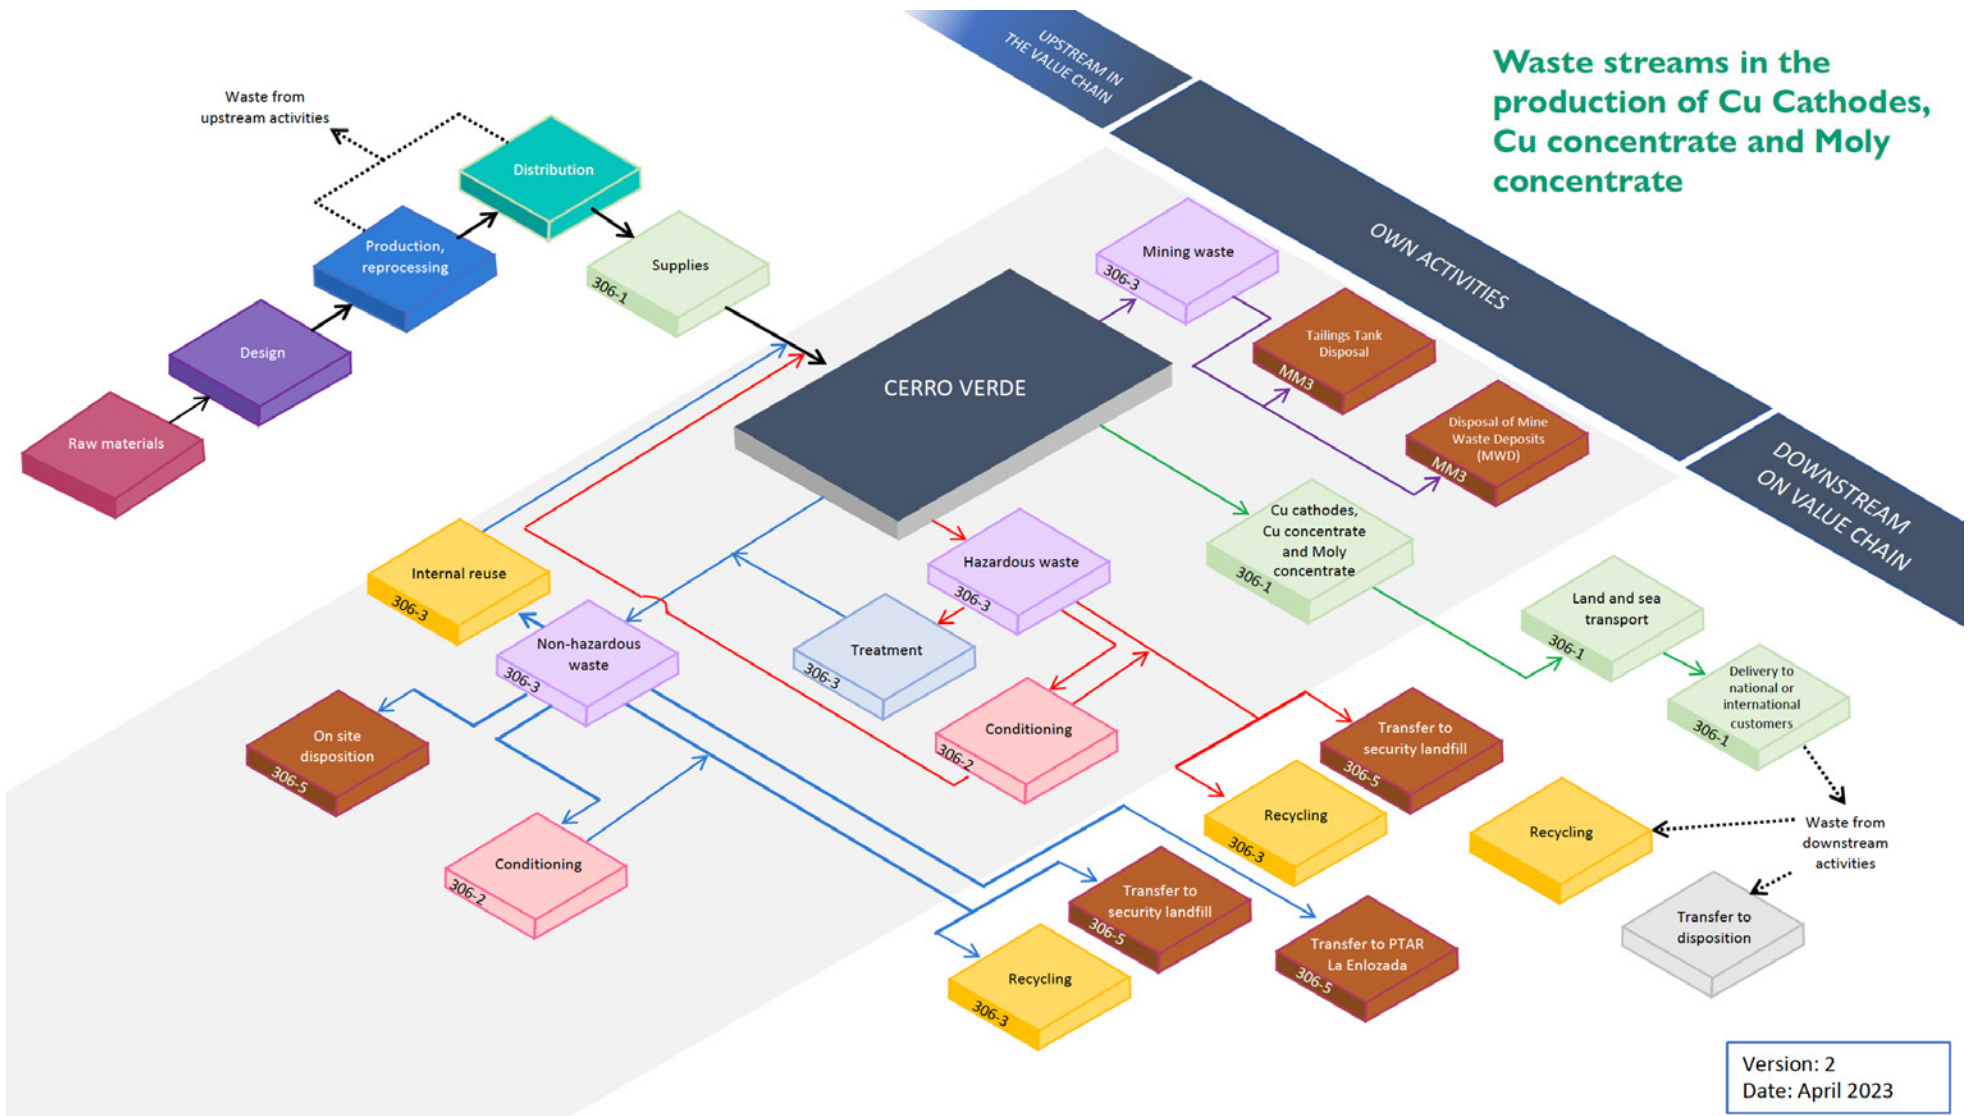 UPSTREAM IN
THE VALUE CHAIN
Waste streams in the
production of Cu Cathodes,
Cu concentrate and Moly
concentrate
OWN ACTIVITIES
DOWNSTREAM
ON VALUE CHAIN
Waste from
upstream activities
Distribution
Production,
reprocessing
Supplies
306-1
Design
Raw materials
CERRO VERDE
Mining waste
306-3
Tailings Tank
Disposal
MM3
Disposal of Mine
Waste Deposits
(MWD)
MM3
Cu cathodes,
Cu concentrate
and Moly
concentrate
306-1
Internal reuse
306-3
Hazardous waste
306-3
Non-hazardous
waste
306-3
Treatment
306-3
Land and sea
transport
306-1
Delivery to
national or
international
customers
306-1
On site
disposition
306-5
Conditioning
306-2
Transfer to
security landfill
306-5
Recycling
306-3
Recycling
Waste from
downstream
activities
Conditioning
306-2
Transfer to
security landfill
306-5
Transfer to PTAR
La Enlozada
306-5
Transfer to
disposition
Recycling
306-3
Version: 2
Date: April 2023